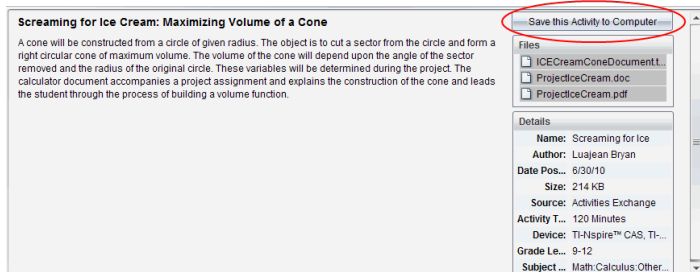 Screaming for Ice Cream: Maximizing Volume of a Cone
A cone will be constructed from a circle of given radius. The object is to cut a sector from the circle and form a
right circular cone of maximum volume. The volume of the cone will depend upon the angle of the sector
removed and the radius of the original circle. These variables will be determined during the project. The
calculator document accompanies a project assignment and explains the construction of the cone and leads
the student through the process of building a volume function.
Save this Activity to Computer
Files
ICECreamConeDocument.t...
ProjectIceCream.doc
ProjectIceCream.pdf
Details
Name: Screaming for Ice
Author: Luajean Bryan
Date Pos... 6/30/10
Size: 214 KB
Source: Activities Exchange
Activity T... 120 Minutes
Device: TI-Nspire™ CAS, TI-...
Grade Le... 9-12
Subject ... Math:Calculus:Other...